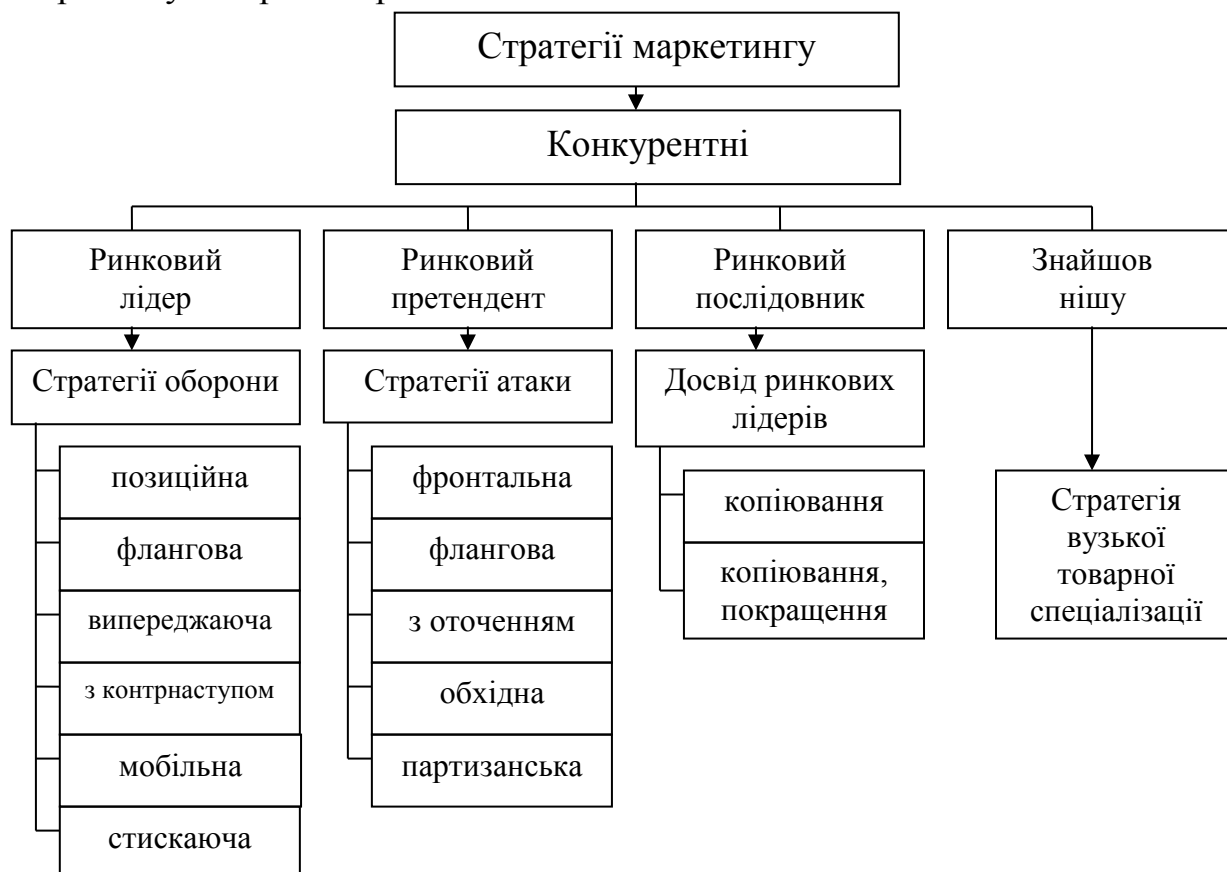 Стратегії маркетингу
Конкурентні
Ринковий
лідер
Ринковий
претендент
Ринковий
послідовник
Знайшов
нішу
Стратегії оборони
Стратегії атаки
Досвід ринкових
лідерів
позиційна
флангова
випереджаюча
з контрнаступом
мобільна
стискаюча
фронтальна
флангова
з оточенням
обхідна
партизанська
копіювання
копіювання,
покращення
Стратегія
вузької
товарної
спеціалізації